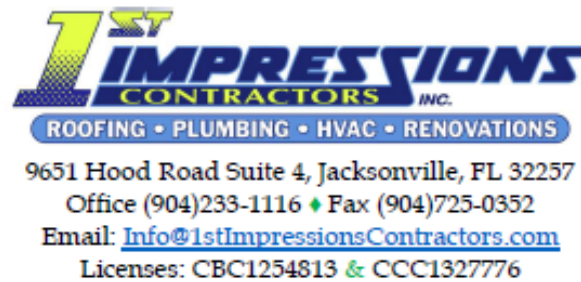 1ST
IMPRESSIONS
CONTRACTORS INC.
ROOFING • PLUMBING • HVAC • RENOVATIONS
9651 Hood Road Suite 4, Jacksonville, FL 32257
Office (904)233-1116 ♦ Fax (904)725-0352
Email: Info@1stImpressionsContractors.com
Licenses: CBC1254813 & CCC1327776